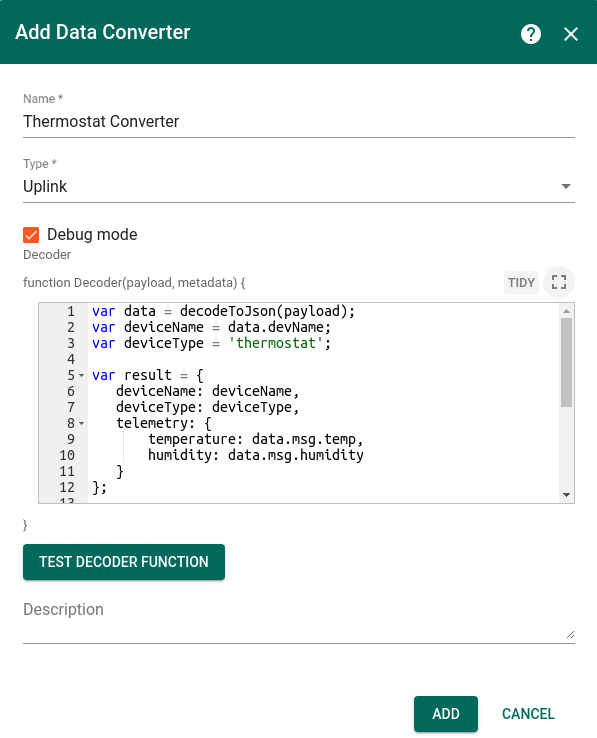 Add Data Converter
Name *
Thermostat Converter
Type *
Uplink
Debug mode
Decoder
function Decoder(payload, metadata) {
TIDY
1 var data = decodeToJson(payload);
2 var deviceName = data.devName;
3 var deviceType = 'thermostat';
4
5 var result = {
6 deviceName: deviceName,
7 deviceType: deviceType,
8 telemetry: {
9 temperature: data.msg.temp,
10 humidity: data.msg.humidity
11 }
12 };
13
}
TEST DECODER FUNCTION
Description
ADD CANCEL